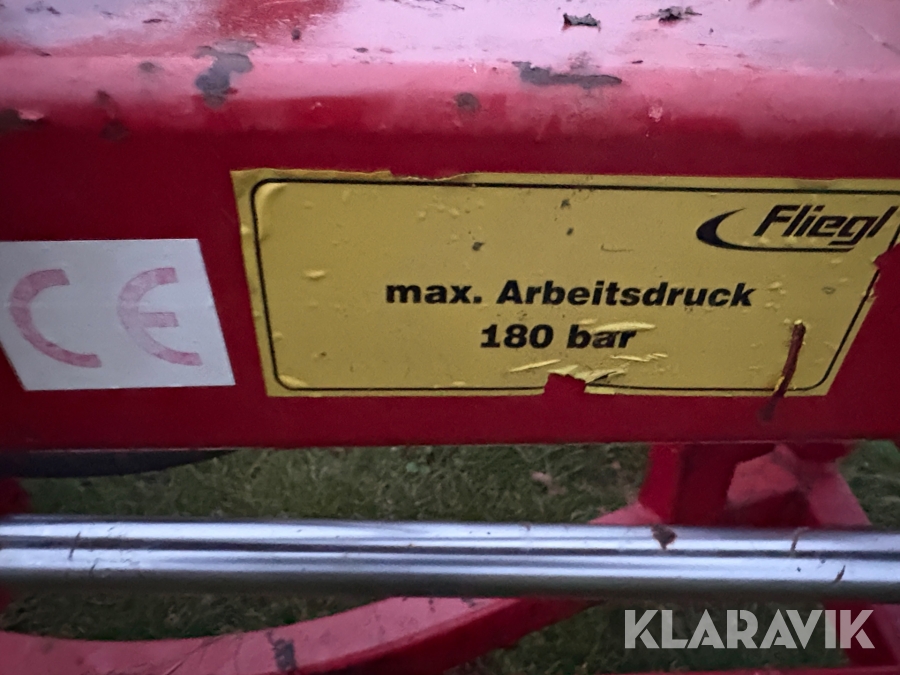 Fliegl
CE
max. Arbeitsdruck
180 bar
KLARAVIK